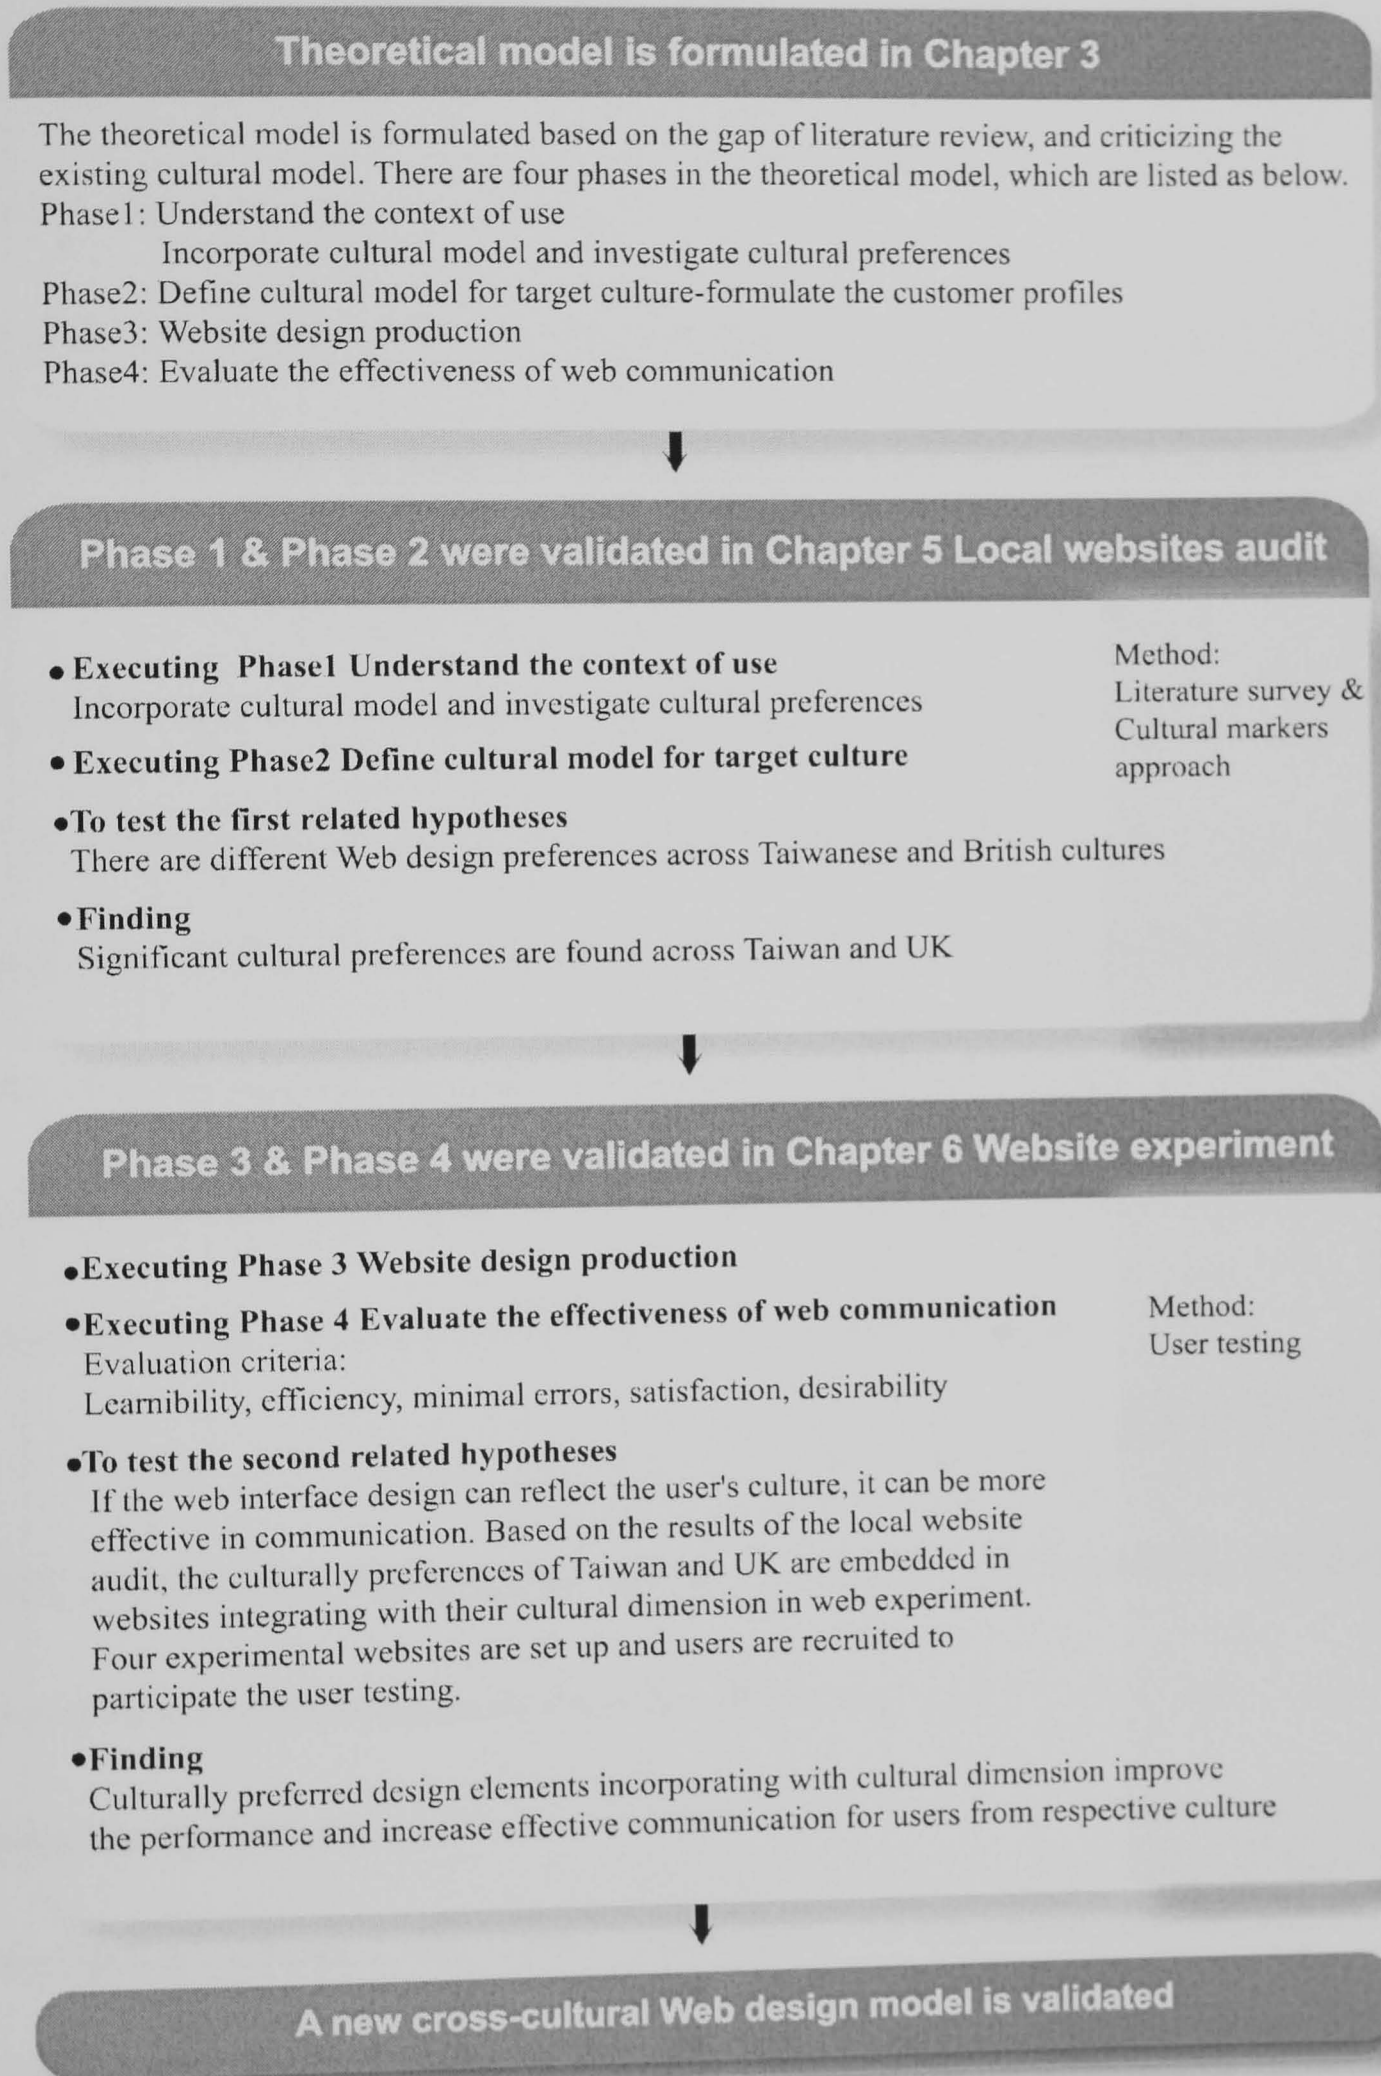 Theoretical model is formulated in Chapter 3
The theoretical model is formulated based on the gap of literature review, and criticizing the
existing cultural model. There are four phases in the theoretical model, which are listed as below.
Phase1: Understand the context of use
Incorporate cultural model and investigate cultural preferences
Phase2: Define cultural model for target culture-formulate the customer profiles
Phase3: Website design production
Phase4: Evaluate the effectiveness of web communication
Phase 1 & Phase 2 were validated in Chapter 5 Local websites audit
• Executing Phase1 Understand the context of use
Incorporate cultural model and investigate cultural preferences
• Executing Phase2 Define cultural model for target culture
Method:
Literature survey &
Cultural markers
approach
•To test the first related hypotheses
There are different Web design preferences across Taiwanese and British cultures
•Finding
Significant cultural preferences are found across Taiwan and UK
Phase 3 & Phase 4 were validated in Chapter 6 Website experiment
•Executing Phase 3 Website design production
•Executing Phase 4 Evaluate the effectiveness of web communication
Evaluation criteria:
Learnibility, efficiency, minimal errors, satisfaction, desirability
Method:
User testing
•To test the second related hypotheses
If the web interface design can reflect the user's culture, it can be more
effective in communication. Based on the results of the local website
audit, the culturally preferences of Taiwan and UK are embedded in
websites integrating with their cultural dimension in web experiment.
Four experimental websites are set up and users are recruited to
participate the user testing.
•Finding
Culturally preferred design elements incorporating with cultural dimension improve
the performance and increase effective communication for users from respective culture
A new cross-cultural Web design model is validated